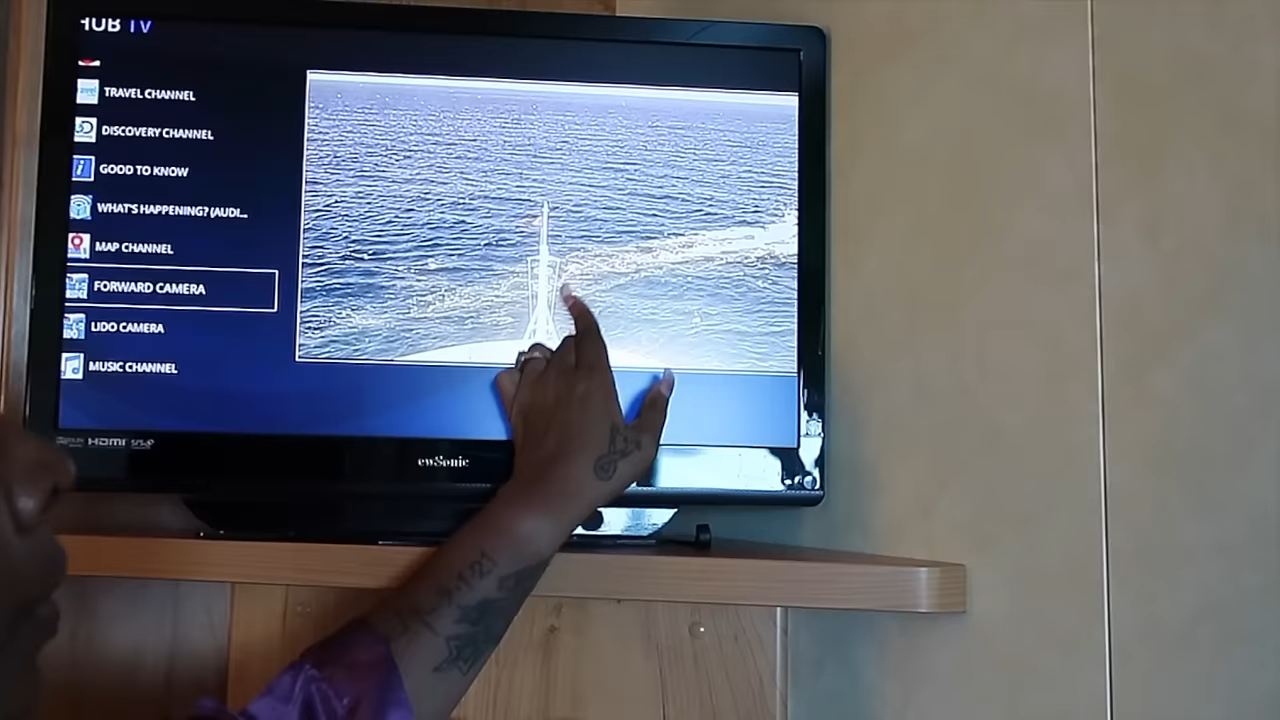 HUB TV
TRAVEL CHANNEL
DISCOVERY CHANNEL
GOOD TO KNOW
WHAT'S HAPPENING? (AUDI...
MAP CHANNEL
FORWARD CAMERA
LIDO CAMERA
MUSIC CHANNEL
HDMI
ewSonic